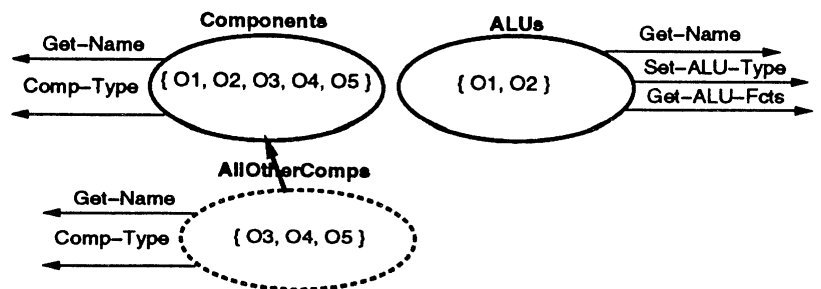 Components
ALUs
Get-Name
Comp-Type
{ O1, O2, O3, O4, O5 }
{ O1, O2 }
Get-Name
Set-ALU-Type
Get-ALU-Fcts
AllOtherComps
Get-Name
Comp-Type
{ O3, O4, O5 }